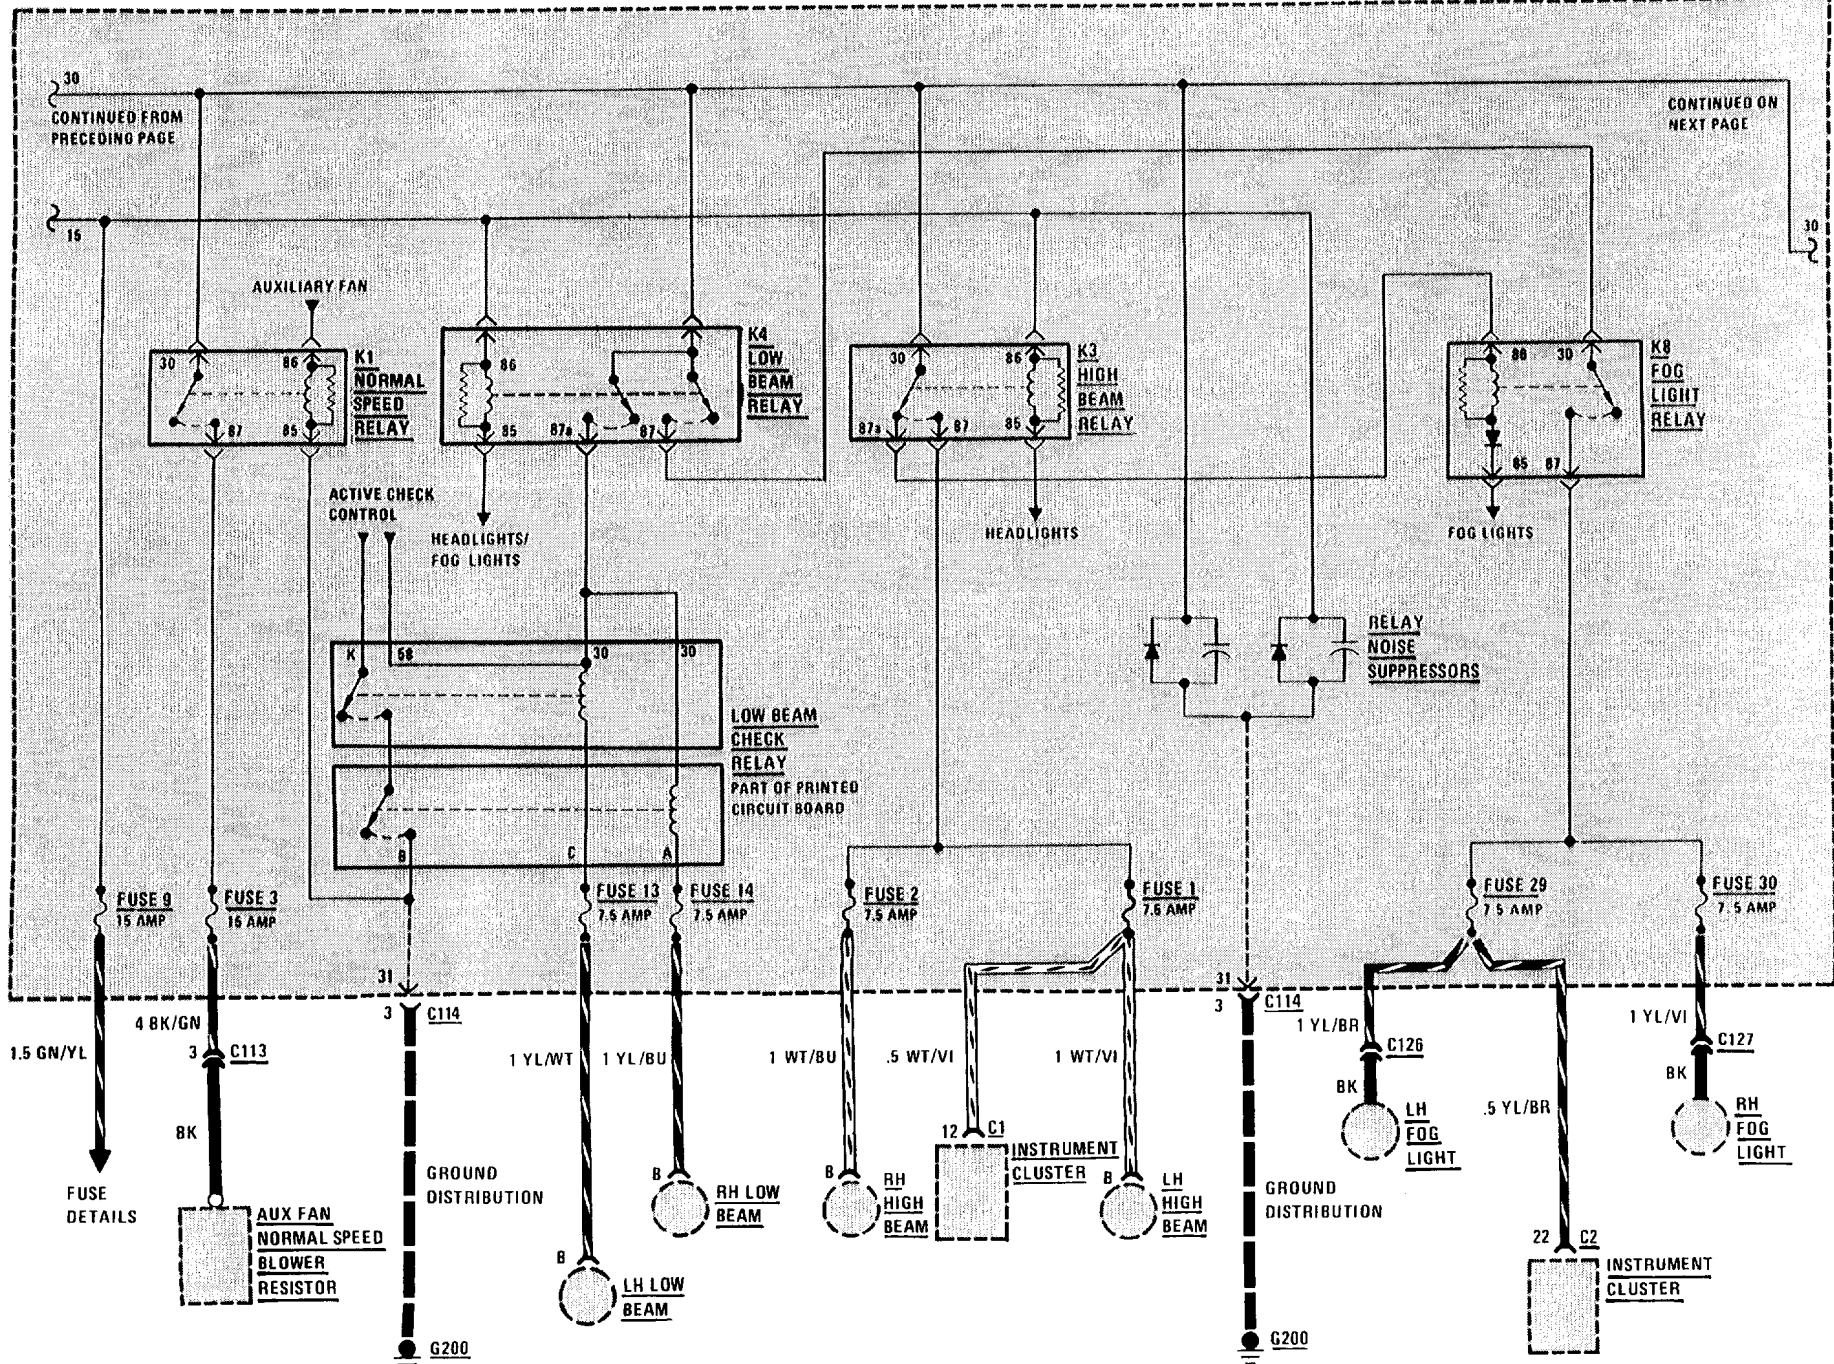 30
CONTINUED FROM
PRECEDING PAGE
CONTINUED ON
NEXT PAGE
15
30
AUXILIARY FAN
30
86
87
85
K1
NORMAL
SPEED
RELAY
86
85
87a
87
K4
LOW
BEAM
RELAY
30
86
87a
87
85
K3
HIGH
BEAM
RELAY
86
30
85
87
K8
FOG
LIGHT
RELAY
ACTIVE CHECK
CONTROL
HEADLIGHTS/
FOG LIGHTS
HEADLIGHTS
FOG LIGHTS
K
58
30
30
LOW BEAM
CHECK
RELAY
PART OF PRINTED
CIRCUIT BOARD
B
C
A
RELAY
NOISE
SUPPRESSORS
FUSE 9
15 AMP
FUSE 3
15 AMP
FUSE 13
7.5 AMP
FUSE 14
7.5 AMP
FUSE 2
7.5 AMP
FUSE 1
7.5 AMP
FUSE 29
7.5 AMP
FUSE 30
7.5 AMP
31
3
C114
31
3
C114
1.5 GN/YL
4 BK/GN
3
C113
BK
1 YL/WT
1 YL/BU
1 WT/BU
.5 WT/VI
1 WT/VI
1 YL/BR
C126
BK
.5 YL/BR
1 YL/VI
C127
BK
FUSE
DETAILS
AUX FAN
NORMAL SPEED
BLOWER
RESISTOR
GROUND
DISTRIBUTION
G200
B
LH LOW
BEAM
B
RH LOW
BEAM
B
RH
HIGH
BEAM
12
C1
INSTRUMENT
CLUSTER
B
LH
HIGH
BEAM
GROUND
DISTRIBUTION
G200
LH
FOG
LIGHT
22
C2
INSTRUMENT
CLUSTER
RH
FOG
LIGHT